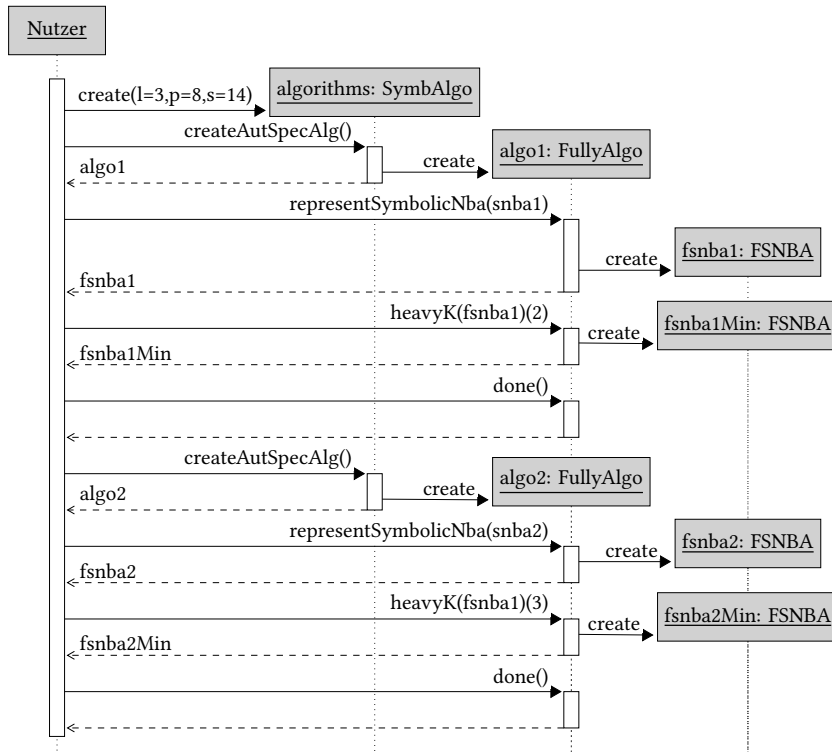 Nutzer
create(l=3,p=8,s=14)
algorithms: SymbAlgo
createAutSpecAlg()
create
algo1: FullyAlgo
algo1
representSymbolicNba(snba1)
create
fsnba1: FSNBA
fsnba1
heavyK(fsnba1)(2)
create
fsnba1Min: FSNBA
fsnba1Min
done()
createAutSpecAlg()
create
algo2: FullyAlgo
algo2
representSymbolicNba(snba2)
create
fsnba2: FSNBA
fsnba2
heavyK(fsnba1)(3)
create
fsnba2Min: FSNBA
fsnba2Min
done()